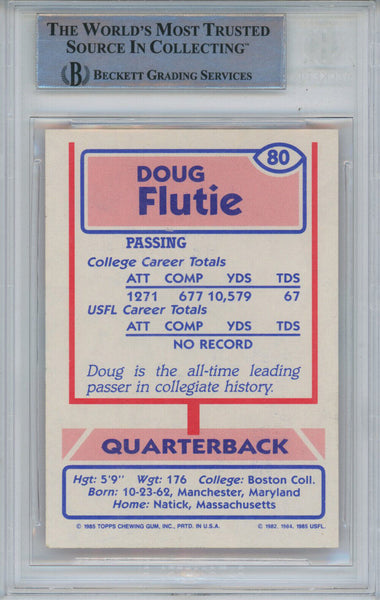 THE WORLD'S MOST TRUSTED
SOURCE IN COLLECTING™
B BECKETT GRADING SERVICES
80
DOUG
Flutie
PASSING
College Career Totals
ATT COMP YDS TDS
1271 677 10,579 67
USFL Career Totals
ATT COMP YDS TDS
NO RECORD
Doug is the all-time leading
passer in collegiate history.
QUARTERBACK
Hgt: 5'9" Wgt: 176 College: Boston Coll.
Born: 10-23-62, Manchester, Maryland
Home: Natick, Massachusetts
© 1985 TOPPS CHEWING GUM, INC., PRTD. IN U.S.A. © 1982, 1984, 1985 USFL.